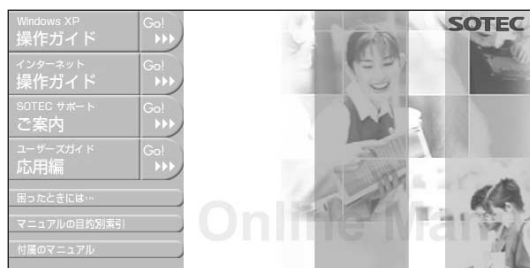 Windows XP
操作ガイド
Go!
インターネット
操作ガイド
Go!
SOTEC サポート
ご案内
Go!
ユーザーズガイド
応用編
Go!
困ったときには…
マニュアルの目的別索引
付属のマニュアル
SOTEC
Online Man